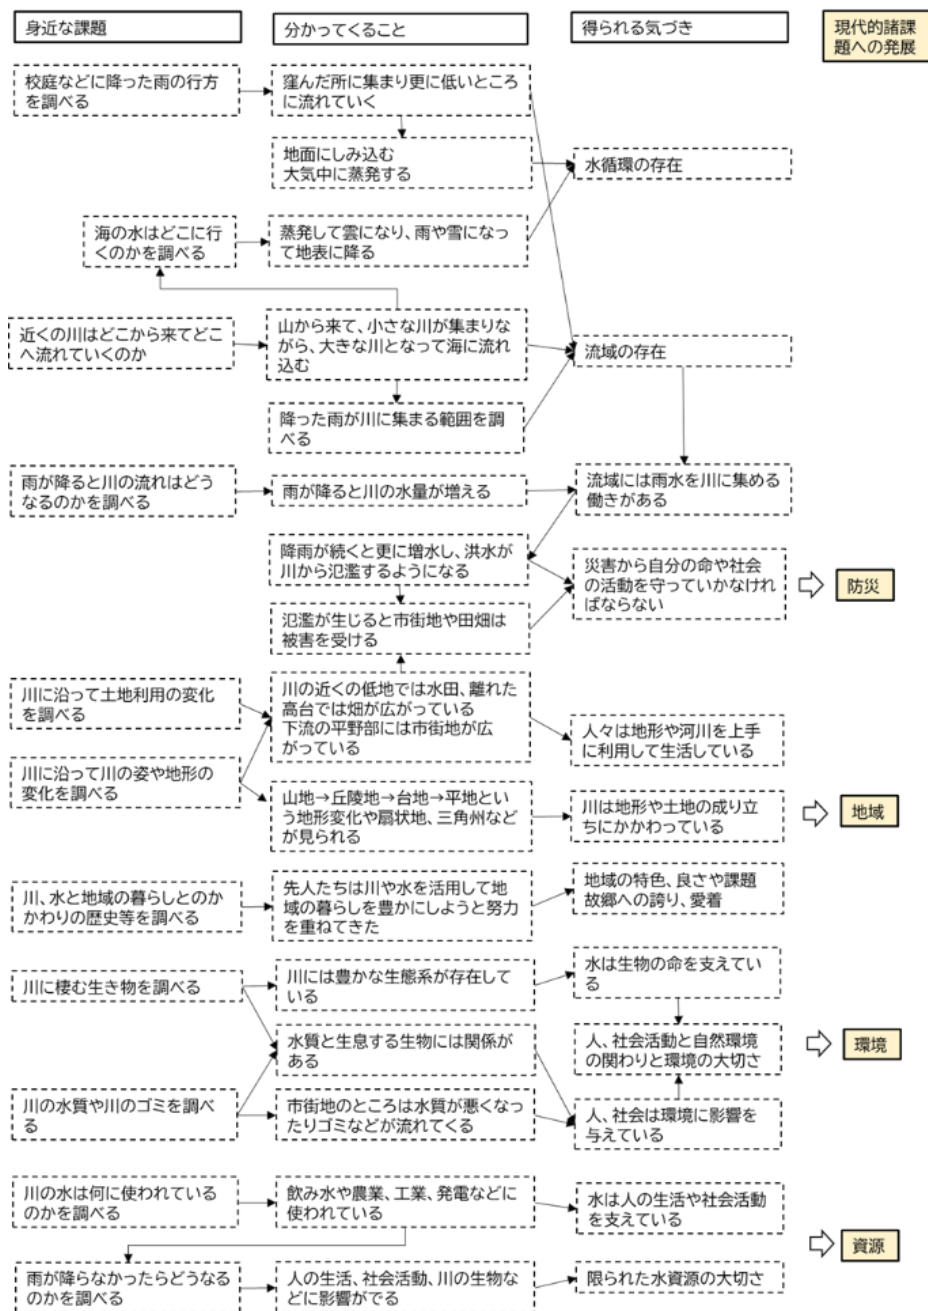 身近な課題
分かってくること
得られる気づき
現代的諸課
題への発展
校庭などに降った雨の行方
を調べる
窪んだ所に集まり更に低いところ
に流れていく
地面にしみ込む
大気中に蒸発する
水循環の存在
海の水はどこに行
くのかを調べる
蒸発して雲になり、雨や雪になっ
て地表に降る
近くの川はどこから来てどこ
へ流れていくのか
山から来て、小さな川が集まりな
がら、大きな川となって海に流れ
込む
流域の存在
降った雨が川に集まる範囲を調
べる
雨が降ると川の流れはどう
なるのかを調べる
雨が降ると川の水量が増える
流域には雨水を川に集める
働きがある
降雨が続くと更に増水し、洪水が
川から氾濫するようになる
災害から自分の命や社会
の活動を守っていかなけれ
ばならない
防災
氾濫が生じると市街地や田畑は
被害を受ける
川に沿って土地利用の変化
を調べる
川の近くの低地では水田、離れた
高台では畑が広がっている
下流の平野部には市街地が広
がっている
人々は地形や河川を上手
に利用して生活している
川に沿って川の姿や地形の
変化を調べる
山地→丘陵地→台地→平地とい
う地形変化や扇状地、三角州など
が見られる
川は地形や土地の成り立
ちにかかわっている
地域
川、水と地域の暮らしとのか
かわりの歴史等を調べる
先人たちは川や水を活用して地
域の暮らしを豊かにしようと努力
を重ねてきた
地域の特色、良さや課題
故郷への誇り、愛着
川に棲む生き物を調べる
川には豊かな生態系が存在して
いる
水は生物の命を支えてい
る
水質と生息する生物には関係が
ある
人、社会活動と自然環境
の関わりと環境の大切さ
環境
川の水質や川のゴミを調べ
る
市街地のところは水質が悪くなっ
たりゴミなどが流れてくる
人、社会は環境に影響を
与えている
川の水は何に使われている
のかを調べる
飲み水や農業、工業、発電などに
使われている
水は人の生活や社会活動
を支えている
資源
雨が降らなかったらどうなる
のかを調べる
人の生活、社会活動、川の生物な
どに影響がでる
限られた水資源の大切さ